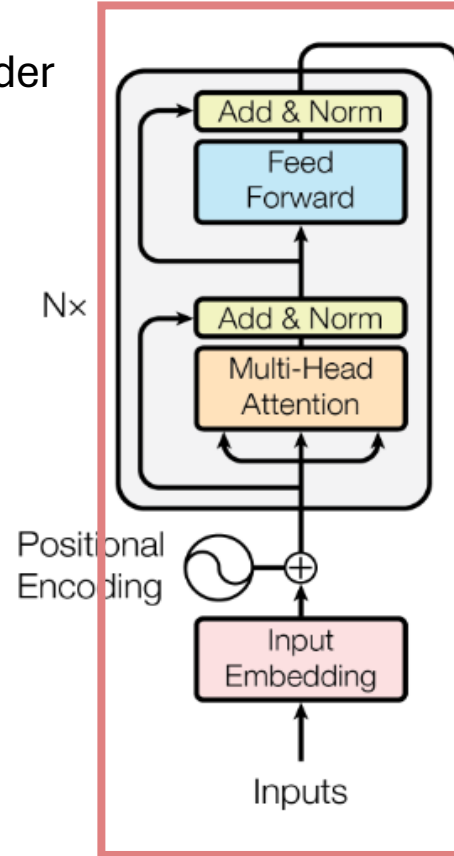 der
Add & Norm
Feed
Forward
Nx
Add & Norm
Multi-Head
Attention
Positional
Encoding
Input
Embedding
Inputs